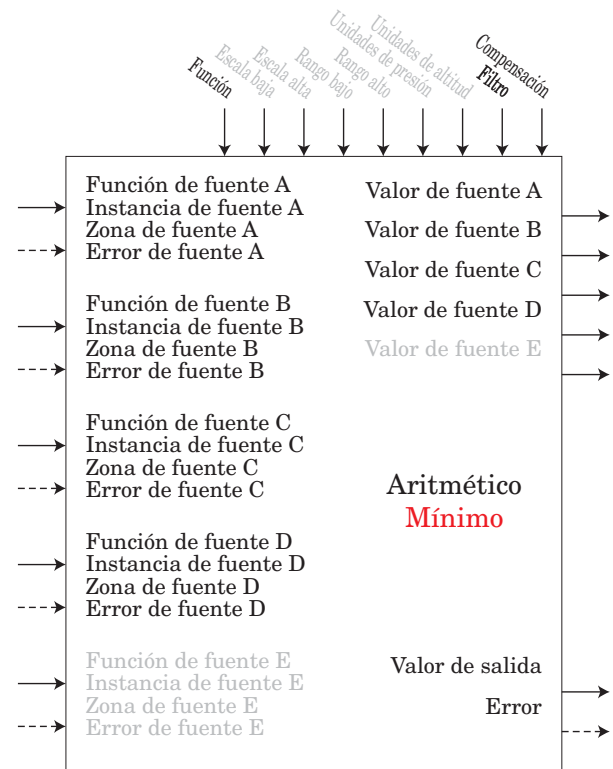 Función
Escala baja
Escala alta
Rango bajo
Rango alto
Unidades de presión
Unidades de altitud
Filtro
Compensación
Función de fuente A
Instancia de fuente A
Zona de fuente A
Error de fuente A
Función de fuente B
Instancia de fuente B
Zona de fuente B
Error de fuente B
Función de fuente C
Instancia de fuente C
Zona de fuente C
Error de fuente C
Función de fuente D
Instancia de fuente D
Zona de fuente D
Error de fuente D
Función de fuente E
Instancia de fuente E
Zona de fuente E
Error de fuente E
Valor de fuente A
Valor de fuente B
Valor de fuente C
Valor de fuente D
Valor de fuente E
Aritmético
Mínimo
Valor de salida
Error